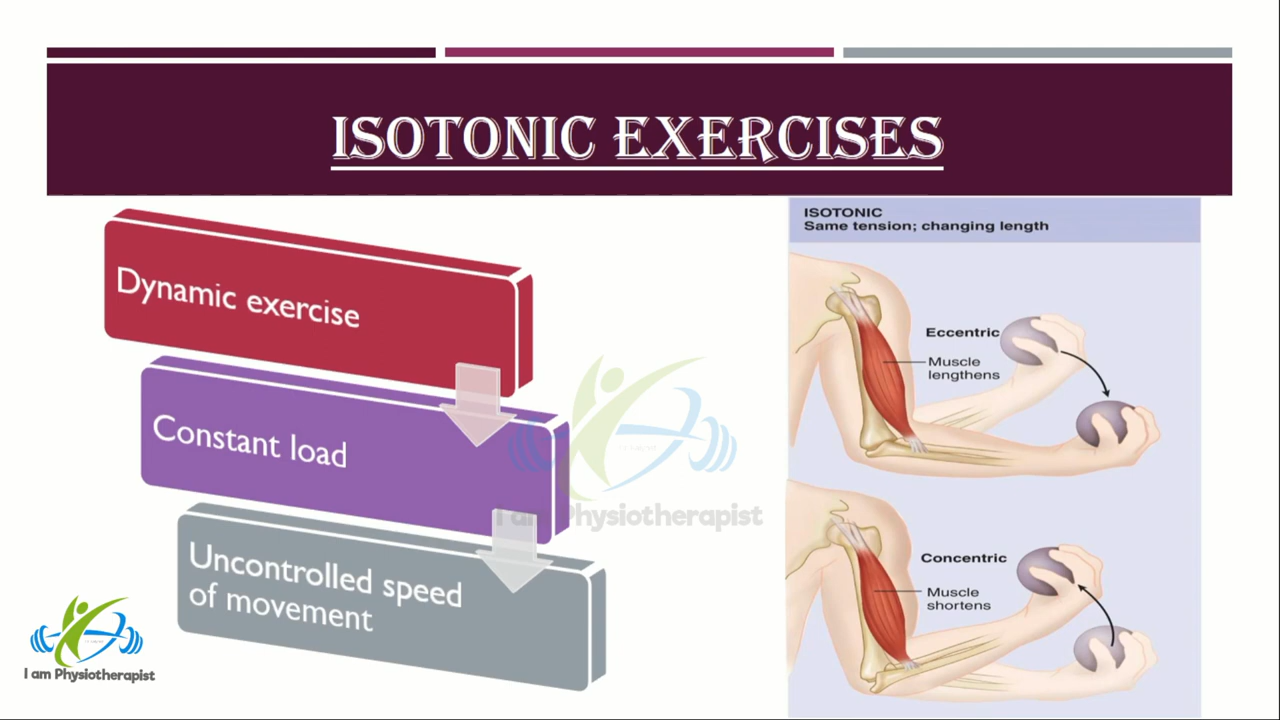 ISOTONIC EXERCISES
Dynamic exercise
Constant load
Uncontrolled speed
of movement
ISOTONIC
Same tension; changing length
Eccentric
Muscle
lengthens
Concentric
Muscle
shortens
I am Physiotherapist
I am Physiotherapist